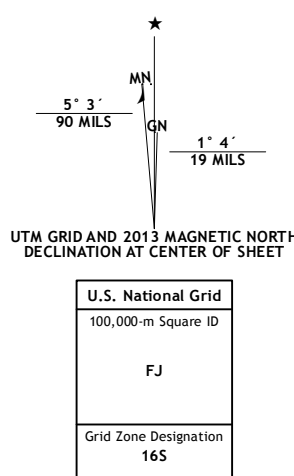 ★
MN
5° 3´
90 MILS
GN
1° 4´
19 MILS
UTM GRID AND 2013 MAGNETIC NORTH
DECLINATION AT CENTER OF SHEET
U.S. National Grid
100,000-m Square ID
FJ
Grid Zone Designation
16S